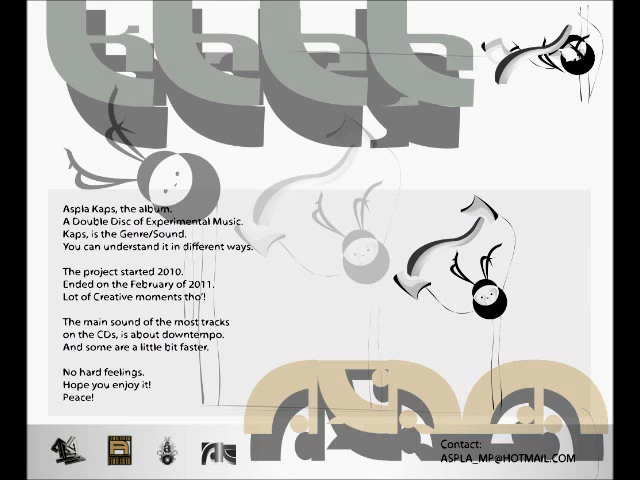 Aspla Kaps, the album.
A Double Disc of Experimental Music.
Kaps, is the Genre/Sound.
You can understand it in different ways.
The project started 2010.
Ended on the February of 2011.
Lot of Creative moments tho'!
The main sound of the most tracks
on the CDs, is about downtempo.
And some are a little bit faster.
No hard feelings.
Hope you enjoy it!
Peace!
Contact:
ASPLA_MP@HOTMAIL.COM